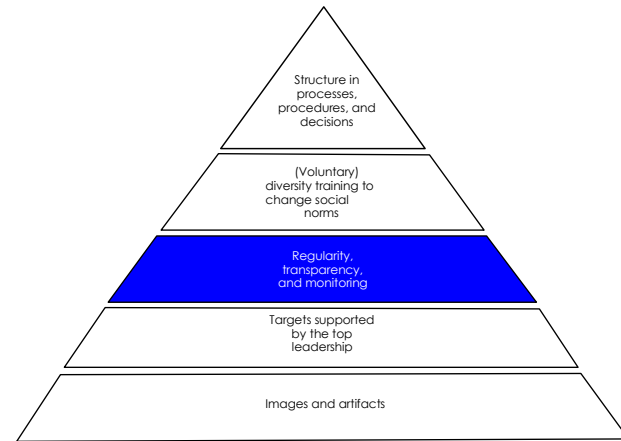 Structure in
processes,
procedures, and
decisions
(Voluntary)
diversity training to
change social
norms
Regularity,
transparency,
and monitoring
Targets supported
by the top
leadership
Images and artifacts